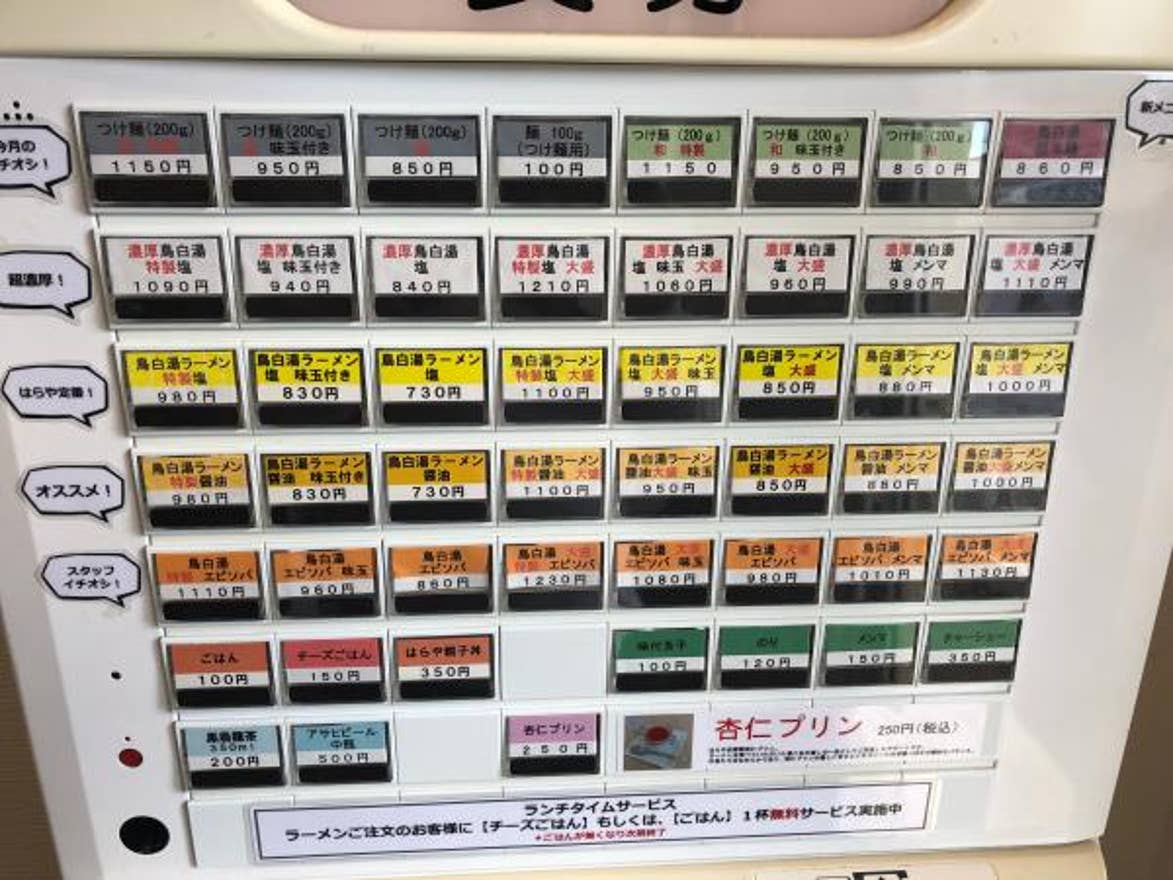 今月の
チオシ！
つけ麺(200g)
1150円
つけ麺(200g)
味玉付き
950円
つけ麺(200g)
850円
麺 100g
(つけ麺用)
100円
つけ麺(200g)
和 特製
1150
つけ麺(200g)
和 味玉付き
950円
つけ麺(200g)
和
850円
860円
新メニ
超濃厚！
濃厚鳥白湯
特製塩
1090円
濃厚鳥白湯
塩 味玉付き
940円
濃厚鳥白湯
塩
840円
濃厚鳥白湯
特製塩 大盛
1210円
濃厚鳥白湯
塩 味玉 大盛
1060円
濃厚鳥白湯
塩 大盛
960円
濃厚鳥白湯
塩 メンマ
990円
濃厚鳥白湯
塩 大盛 メンマ
1110円
はらや定番！
鳥白湯ラーメン
特製塩
980円
鳥白湯ラーメン
塩 味玉付き
830円
鳥白湯ラーメン
塩
730円
鳥白湯ラーメン
特製塩 大盛
1100円
鳥白湯ラーメン
塩 大盛 味玉
950円
鳥白湯ラーメン
塩 大盛
850円
鳥白湯ラーメン
塩 メンマ
880円
鳥白湯ラーメン
塩 大盛 メンマ
1000円
オススメ！
鳥白湯ラーメン
特製醤油
980円
鳥白湯ラーメン
醤油 味玉付き
830円
鳥白湯ラーメン
醤油
730円
鳥白湯ラーメン
特製醤油 大盛
1100円
鳥白湯ラーメン
醤油大盛 味玉
950円
鳥白湯ラーメン
醤油 大盛
850円
鳥白湯ラーメン
醤油 メンマ
880円
鳥白湯ラーメン
醤油大盛メンマ
1000円
スタッフ
イチオシ！
鳥白湯
特製 エビソバ
1110円
鳥白湯
エビソバ 味玉
960円
鳥白湯
エビソバ
860円
鳥白湯 大盛
特製 エビソバ
1230円
鳥白湯 大盛
エビソバ 味玉
1080円
鳥白湯 大盛
エビソバ
980円
鳥白湯
エビソバ メンマ
1010円
鳥白湯 大盛
エビソバ メンマ
1130円
ごはん
100円
チーズごはん
150円
はらや親子丼
350円
味付玉子
100円
のり
120円
メンマ
150円
チャーシュー
350円
黒烏龍茶
350ml
200円
アサヒビール
中瓶
500円
杏仁プリン
250円
杏仁プリン 250円(税込)
ランチタイムサービス
ラーメンご注文のお客様に【チーズごはん】もしくは、【ごはん】１杯無料サービス実施中
*ごはんが無くなり次第終了